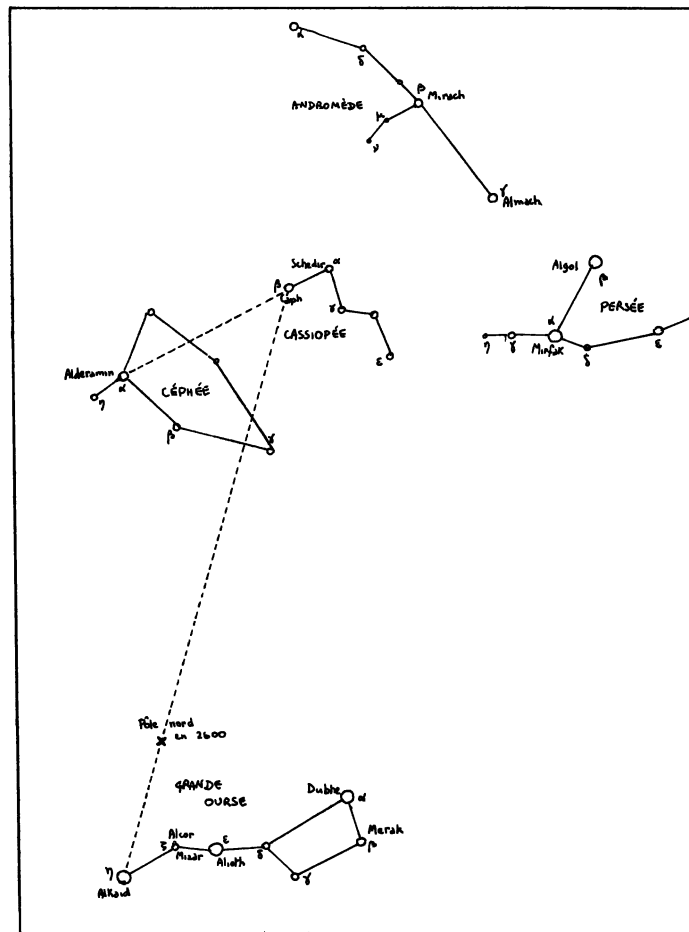 α
δ
β
Mirach
ANDROMÈDE
μ
ν
γ
Almach
Schedir α
β
Caph
γ
CASSIOPÉE
ε
Algol
β
PERSÉE
α
η γ Mirfak δ ε
Alderamin
α
η
CÉPHÉE
β
γ
Pôle nord
en 2600
GRANDE
OURSE
Dubhe α
Alcor
ζ Mizar
ε
Alioth
δ
Merak
β
γ
η
Alkaid